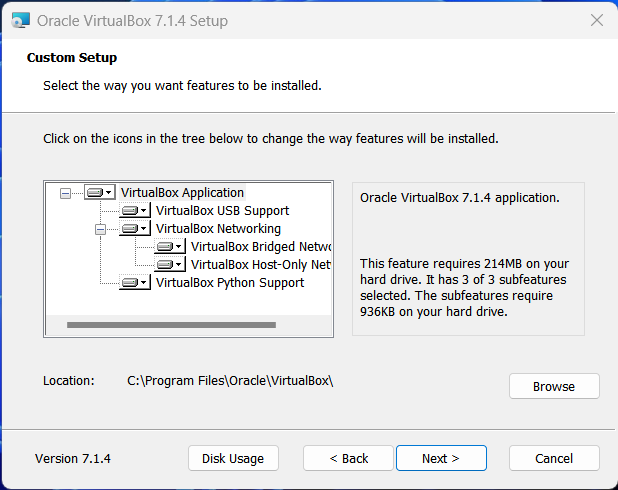 Oracle VirtualBox 7.1.4 Setup
Custom Setup
Select the way you want features to be installed.
Click on the icons in the tree below to change the way features will be installed.
VirtualBox Application
VirtualBox USB Support
VirtualBox Networking
VirtualBox Bridged Netw
VirtualBox Host-Only Net
VirtualBox Python Support
Oracle VirtualBox 7.1.4 application.
This feature requires 214MB on your
hard drive. It has 3 of 3 subfeatures
selected. The subfeatures require
936KB on your hard drive.
Location: C:\Program Files\Oracle\VirtualBox\
Browse
Version 7.1.4
Disk Usage
< Back
Next >
Cancel